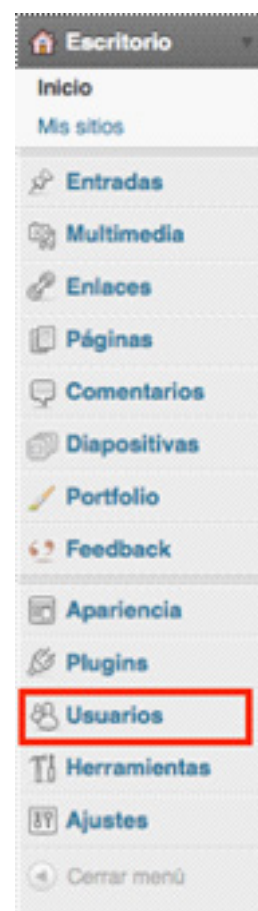 Escritorio
Inicio
Mis sitios
Entradas
Multimedia
Enlaces
Páginas
Comentarios
Diapositivas
Portfolio
Feedback
Apariencia
Plugins
Usuarios
Herramientas
Ajustes
Cerrar menú